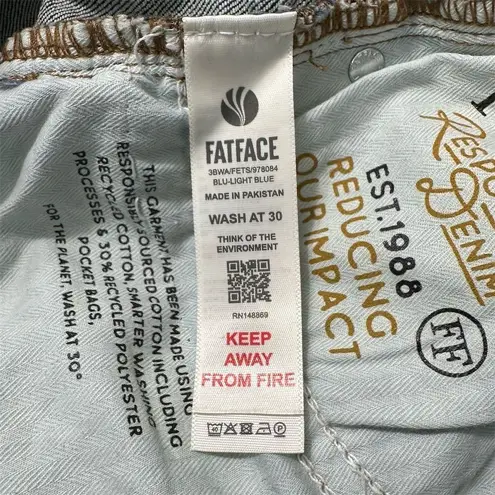 FATFACE
3BWA/FETS/978084
BLU-LIGHT BLUE
MADE IN PAKISTAN
WASH AT 30
THINK OF THE
ENVIRONMENT
RN148869
KEEP
AWAY
FROM FIRE
40
P
THIS GARMENT HAS BEEN MADE USING
RESPONSIBLY SOURCED COTTON INCLUDING
RECYCLED COTTON, SMARTER WASHING
PROCESSES & 30% RECYCLED POLYESTER
POCKET BAGS,
FOR THE PLANET, WASH AT 30°
EST.1988
REDUCING
OUR IMPACT
FF